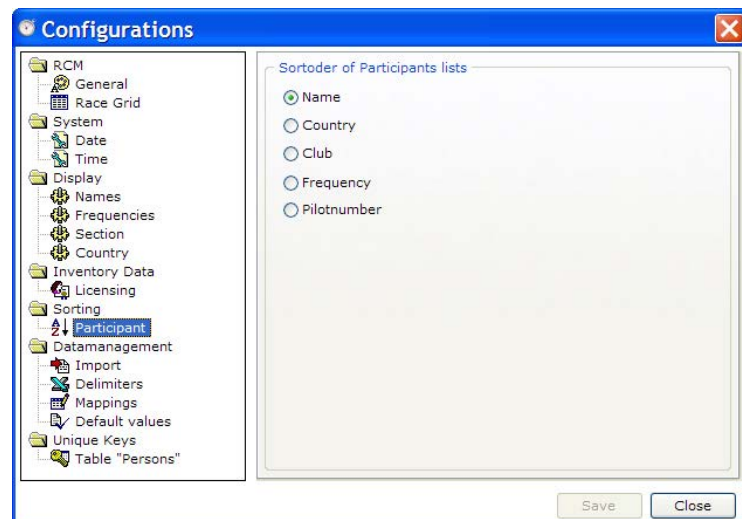 Configurations
RCM
General
Race Grid
System
Date
Time
Display
Names
Frequencies
Section
Country
Inventory Data
Licensing
Sorting
Participant
Datamanagement
Import
Delimiters
Mappings
Default values
Unique Keys
Table "Persons"
Sortoder of Participants lists
Name
Country
Club
Frequency
Pilotnumber
Save
Close